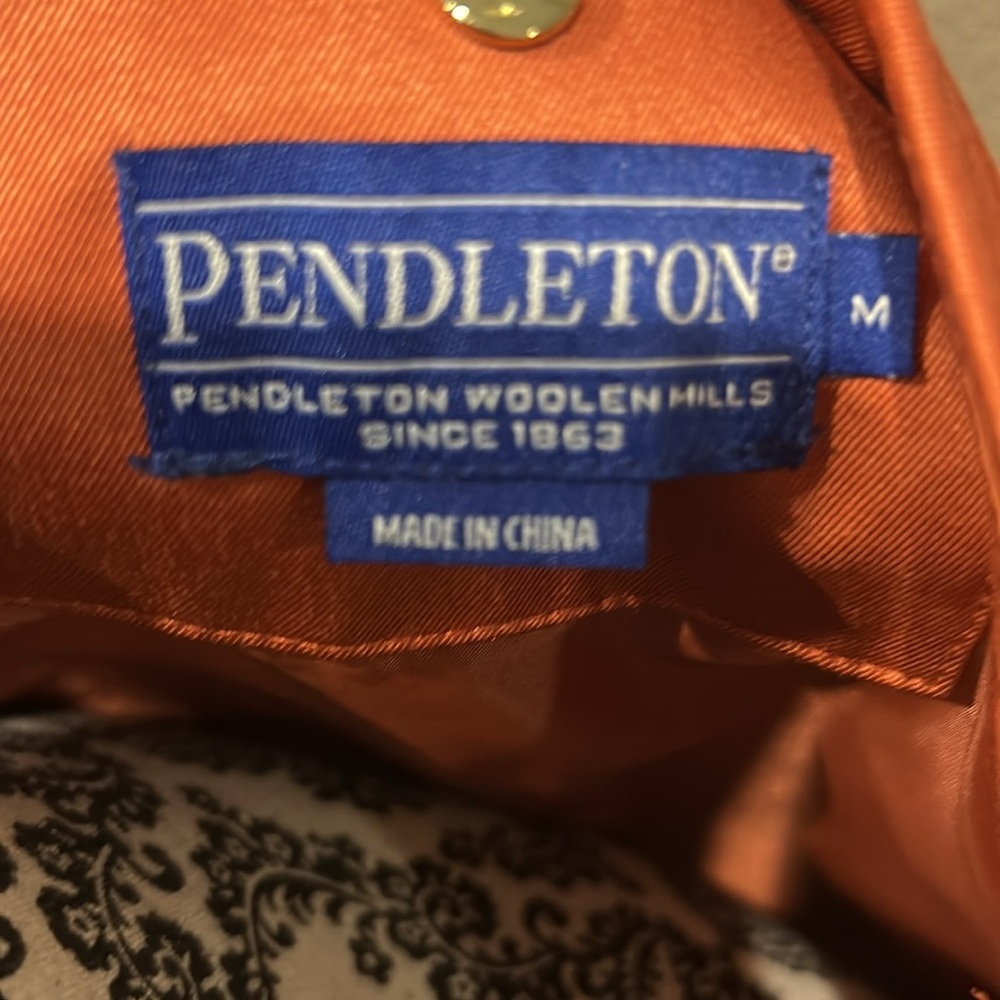 PENDLETON®
M
PENDLETON WOOLEN MILLS
SINCE 1863
MADE IN CHINA